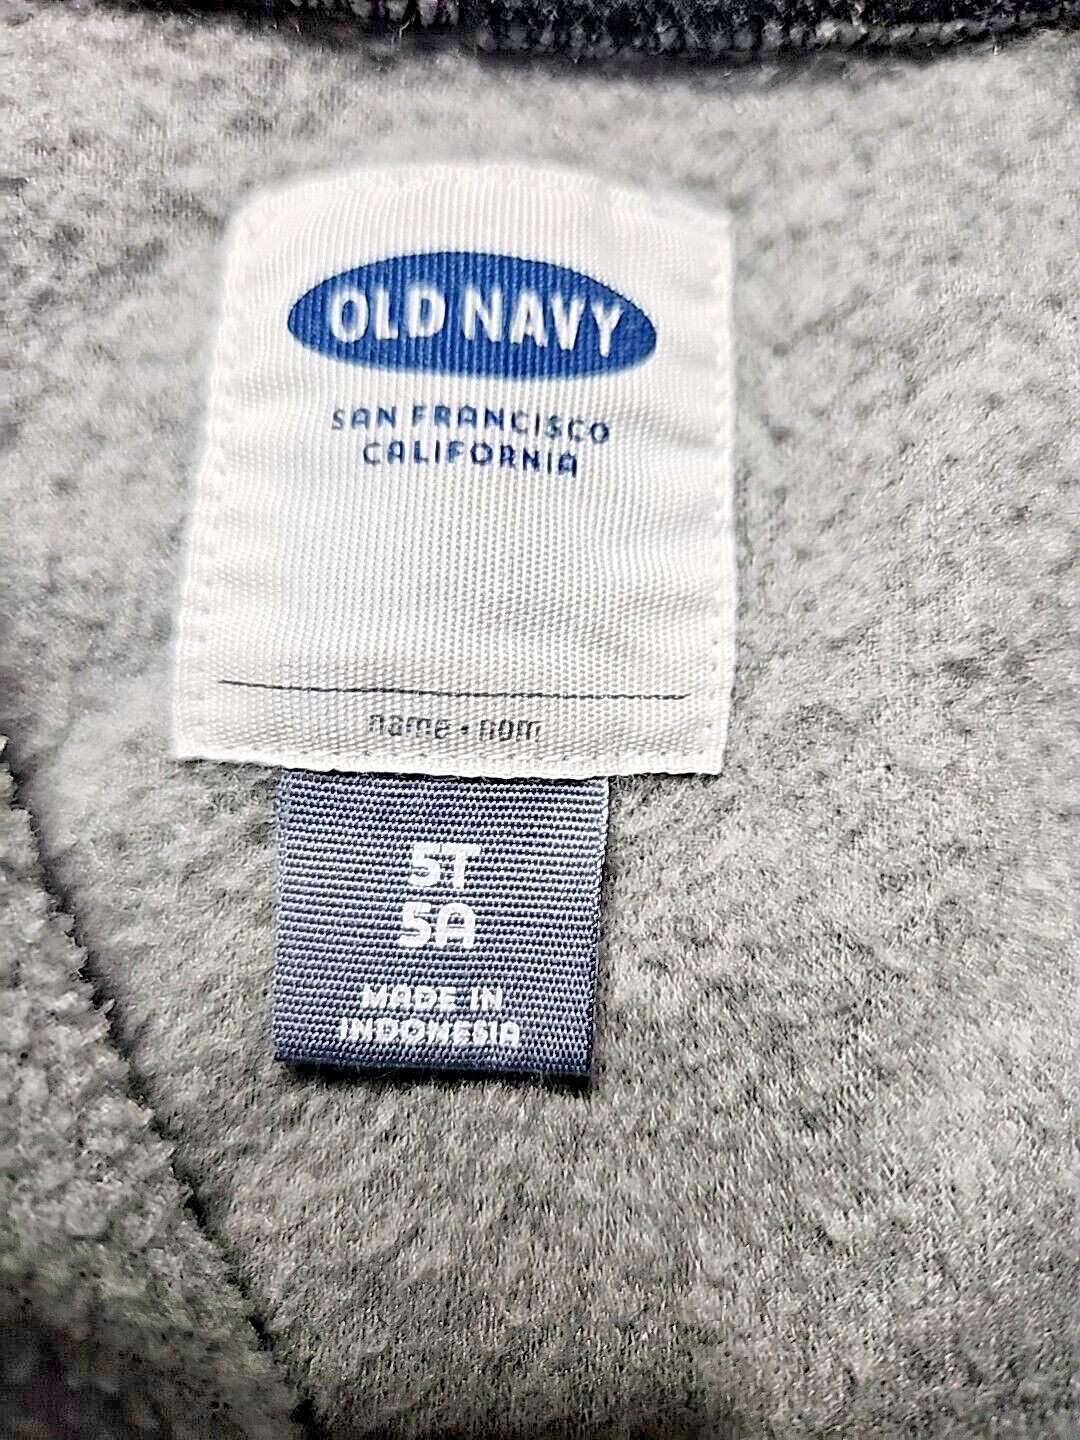 OLD NAVY
SAN FRANCISCO
CALIFORNIA
name • nom
5T
5A
MADE IN
INDONESIA